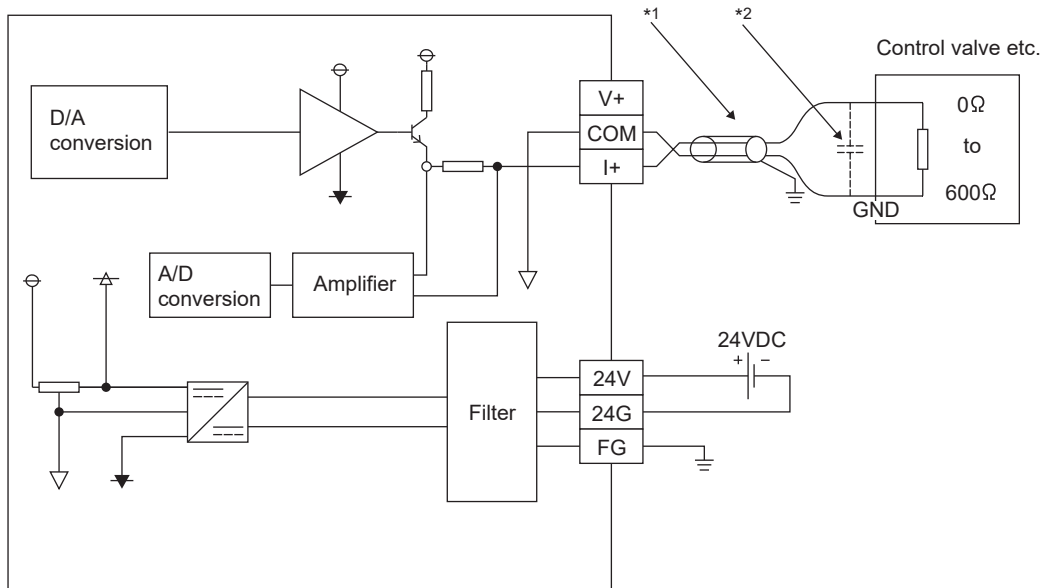 *1
*2
Control valve etc.
D/A
conversion
V+
COM
I+
0Ω
to
600Ω
GND
A/D
conversion
Amplifier
Filter
24VDC
+ −
24V
24G
FG